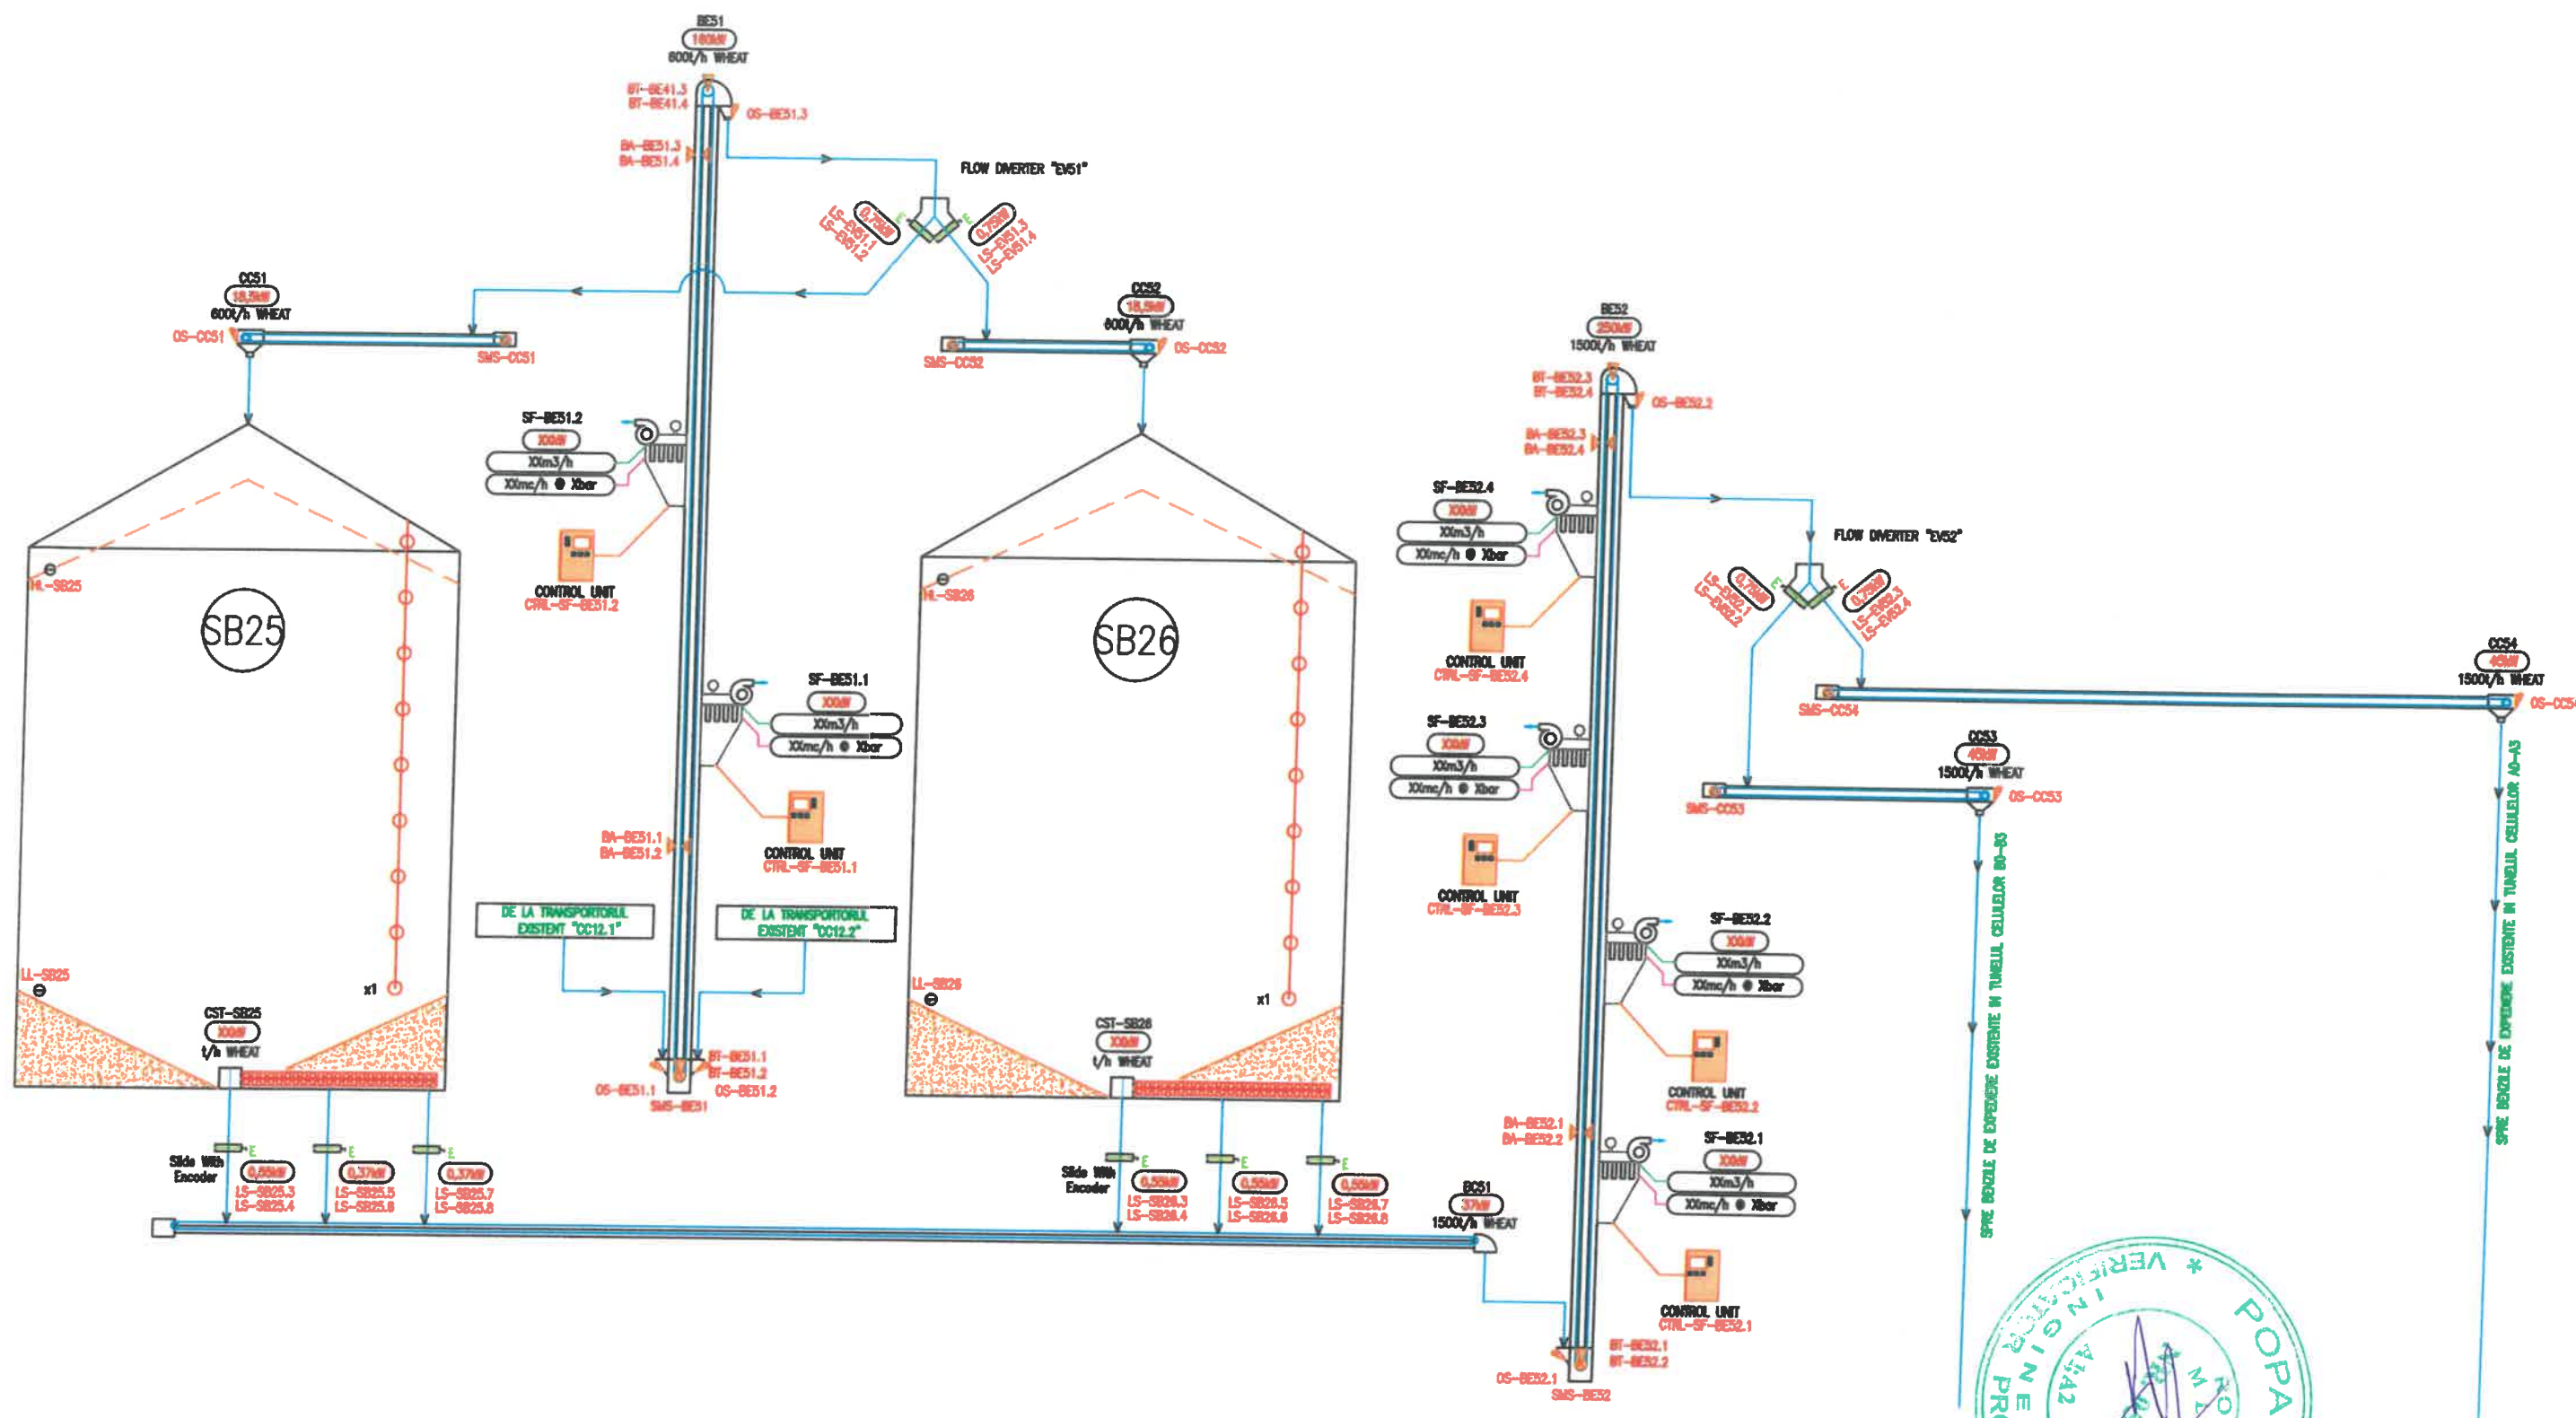 BE51
160kW
600t/h WHEAT
BT-BE41.3
BT-BE41.4
OS-BE51.3
BA-BE51.3
BA-BE51.4
FLOW DIVERTER "EV51"
0,75kW
LS-EV51.1
LS-EV51.2
E
E
0,75kW
LS-EV51.3
LS-EV51.4
CC51
18,5kW
600t/h WHEAT
OS-CC51
SMS-CC51
CC52
18,5kW
600t/h WHEAT
SMS-CC52
OS-CC52
BE52
250kW
1500t/h WHEAT
BT-BE52.3
BT-BE52.4
OS-BE52.2
BA-BE52.3
BA-BE52.4
SF-BE51.2
XXkW
XXm3/h
XXmc/h @ Xbar
CONTROL UNIT
CTRL-SF-BE51.2
SF-BE52.4
XXkW
XXm3/h
XXmc/h @ Xbar
CONTROL UNIT
CTRL-SF-BE52.4
FLOW DIVERTER "EV52"
0,75kW
LS-EV52.1
LS-EV52.2
E
E
0,75kW
LS-EV52.3
LS-EV52.4
HL-SB25
SB25
HL-SB26
SB26
SF-BE51.1
XXkW
XXm3/h
XXmc/h @ Xbar
CONTROL UNIT
CTRL-SF-BE51.1
SF-BE52.3
XXkW
XXm3/h
XXmc/h @ Xbar
CONTROL UNIT
CTRL-SF-BE52.3
CC54
45kW
1500t/h WHEAT
SMS-CC54
OS-CC54
CC53
45kW
1500t/h WHEAT
SMS-CC53
OS-CC53
BA-BE51.1
BA-BE51.2
DE LA TRANSPORTORUL
EXISTENT "CC12.1"
DE LA TRANSPORTORUL
EXISTENT "CC12.2"
SF-BE52.2
XXkW
XXm3/h
XXmc/h @ Xbar
CONTROL UNIT
CTRL-SF-BE52.2
SPRE BENZILE DE EXPEDIERE EXISTENTE IN TUNELUL CELULELOR B0-B3
SPRE BENZILE DE EXPEDIERE EXISTENTE IN TUNELUL CELULELOR A0-A3
LL-SB25
x1
CST-SB25
XXkW
t/h WHEAT
LL-SB26
x1
CST-SB26
XXkW
t/h WHEAT
BT-BE51.1
BT-BE51.2
OS-BE51.1
OS-BE51.2
SMS-BE51
BA-BE52.1
BA-BE52.2
SF-BE52.1
XXkW
XXm3/h
XXmc/h @ Xbar
CONTROL UNIT
CTRL-SF-BE52.1
Slide With
Encoder
E
0,55kW
LS-SB25.3
LS-SB25.4
E
0,37kW
LS-SB25.5
LS-SB25.6
E
0,37kW
LS-SB25.7
LS-SB25.8
Slide With
Encoder
E
0,55kW
LS-SB26.3
LS-SB26.4
E
0,55kW
LS-SB26.5
LS-SB26.6
E
0,55kW
LS-SB26.7
LS-SB26.8
BC51
37kW
1500t/h WHEAT
BT-BE52.1
BT-BE52.2
OS-BE52.1
SMS-BE52
* VERIFICATOR
POPA